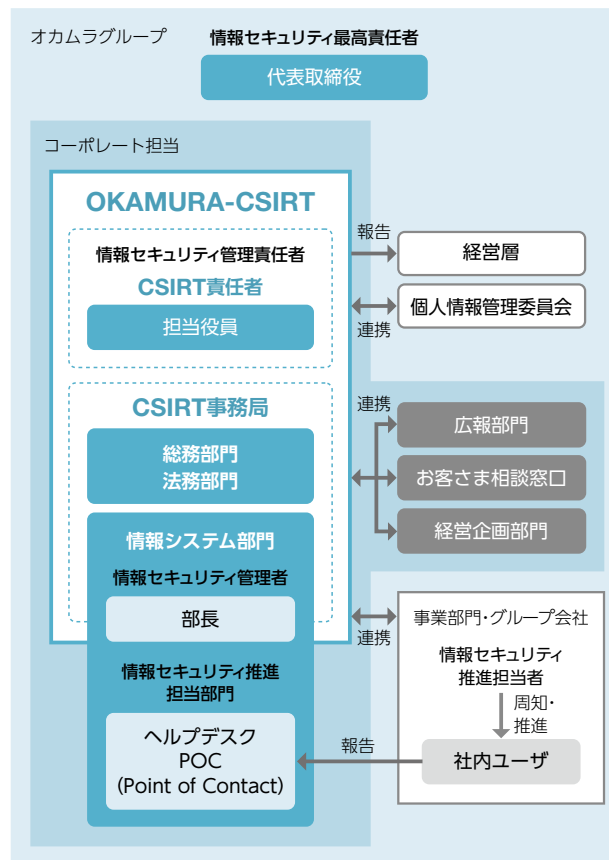 オカムラグループ
情報セキュリティ最高責任者
代表取締役
コーポレート担当
OKAMURA-CSIRT
情報セキュリティ管理責任者
CSIRT責任者
担当役員
報告
経営層
個人情報管理委員会
連携
CSIRT事務局
総務部門
法務部門
連携
広報部門
お客さま相談窓口
経営企画部門
情報システム部門
情報セキュリティ管理者
部長
連携
事業部門・グループ会社
情報セキュリティ
推進担当者
周知・
推進
社内ユーザ
報告
情報セキュリティ推進
担当部門
ヘルプデスク
POC
(Point of Contact)